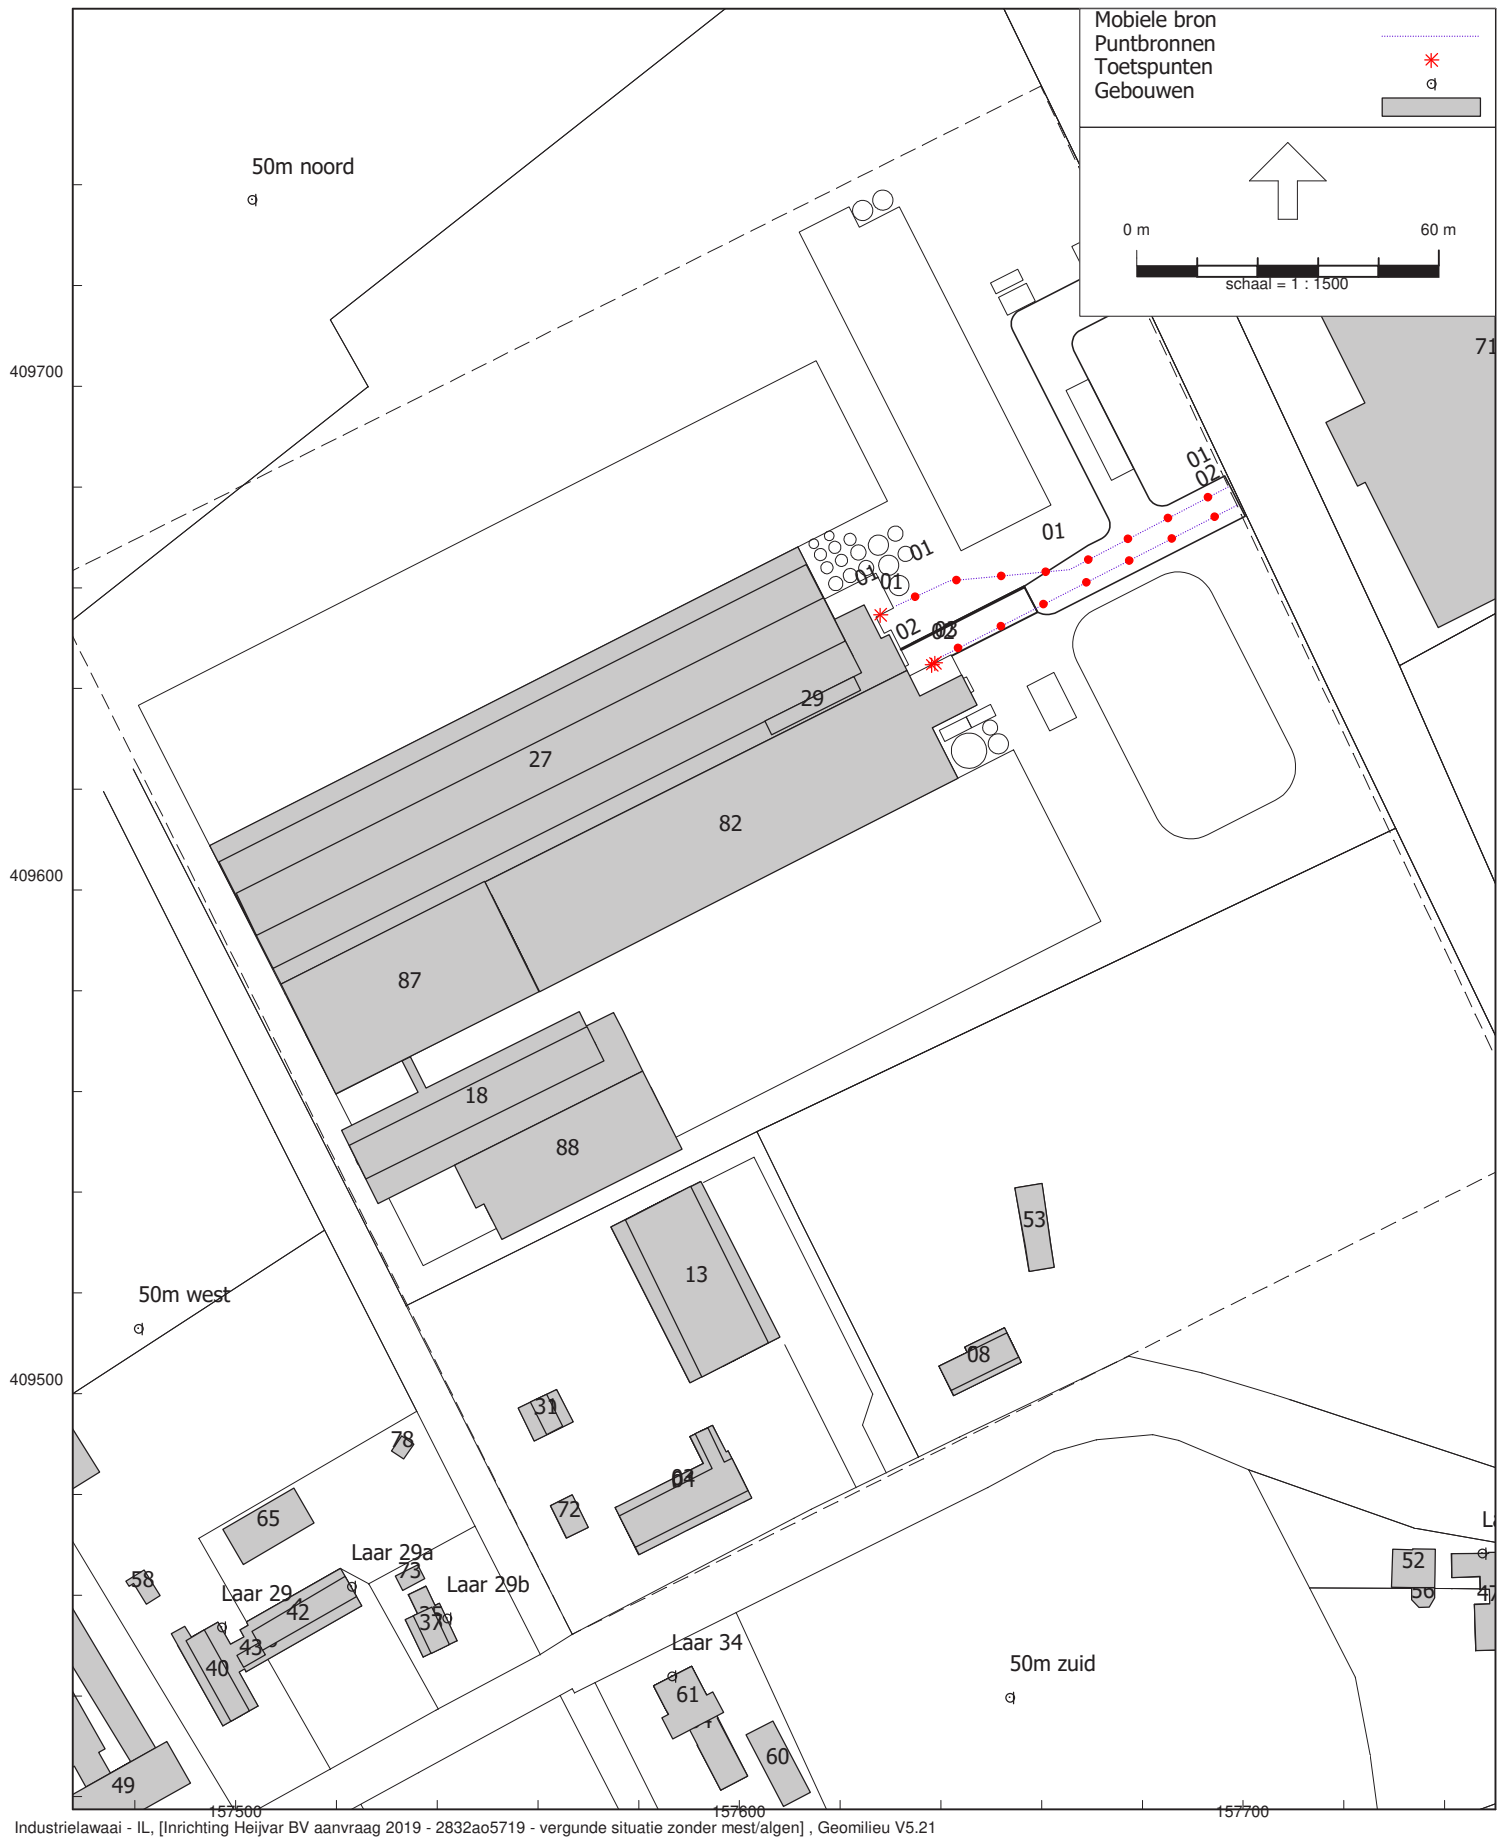 Mobiele bron
Puntbronnen
Toetspunten
Gebouwen
50m noord
0 m
60 m
schaal = 1 : 1500
71
409700
01
02
01
01
01
01
02
02
29
27
82
409600
87
18
88
53
13
50m west
08
409500
31
78
04
72
65
Laar 29a
73
58
Laar 29
Laar 29b
42
37
43
40
52
56
47
Laar 34
50m zuid
61
60
49
157500
157600
157700
Industrielawaai - IL, [Inrichting Heijvar BV aanvraag 2019 - 2832ao5719 - vergunde situatie zonder mest/algen] , Geomilieu V5.21